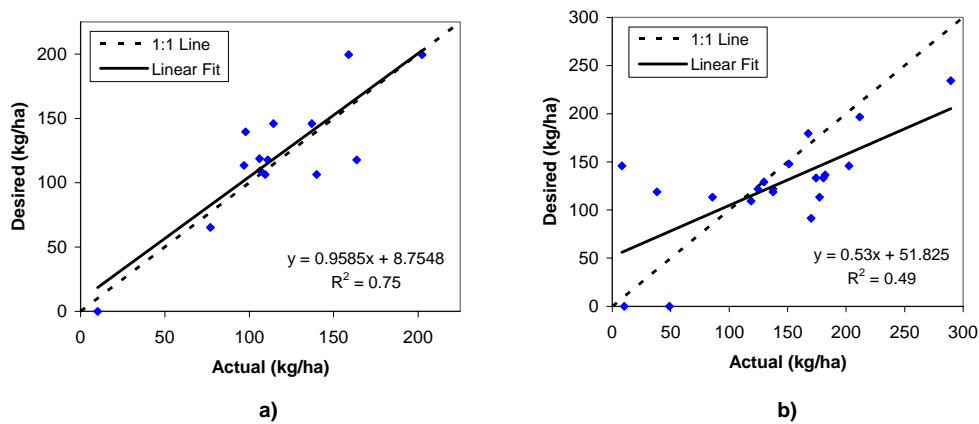 1:1 Line
Linear Fit
200
150
100
50
0
0 50 100 150 200
Desired (kg/ha)
Actual (kg/ha)
y = 0.9585x + 8.7548
R² = 0.75
a)
1:1 Line
Linear Fit
300
250
200
150
100
50
0
0 50 100 150 200 250 300
Desired (kg/ha)
Actual (kg/ha)
y = 0.53x + 51.825
R² = 0.49
b)